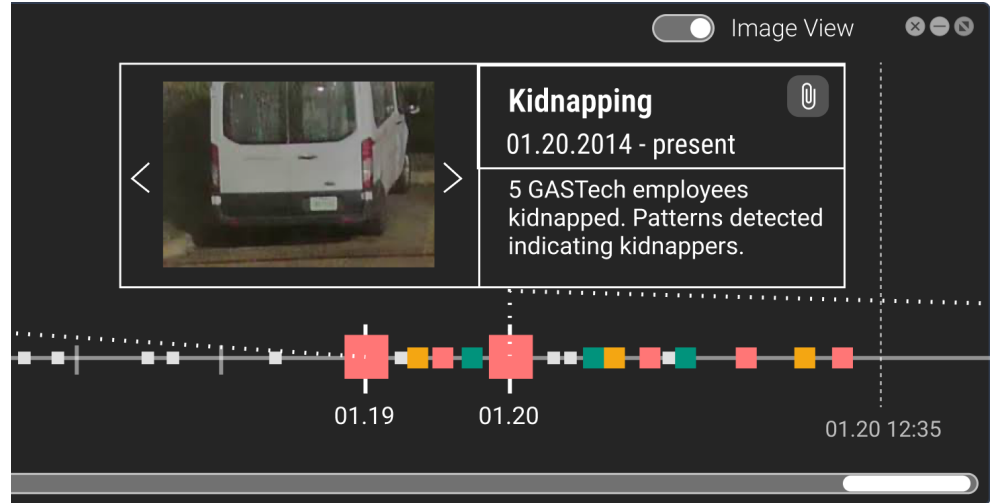 Image View
Kidnapping
01.20.2014 - present
5 GASTech employees
kidnapped. Patterns detected
indicating kidnappers.
01.19
01.20
01.20 12:35